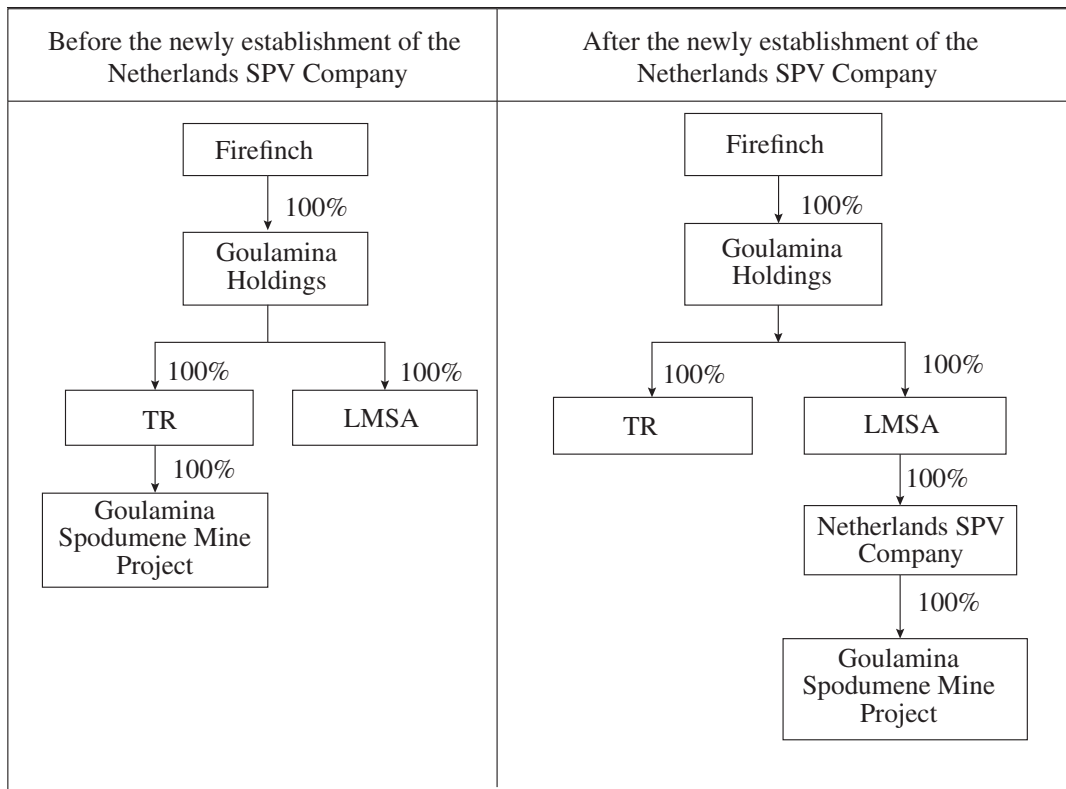 Before the newly establishment of the
Netherlands SPV Company
After the newly establishment of the
Netherlands SPV Company
Firefinch
100%
Goulamina
Holdings
100%
100%
TR
LMSA
100%
Goulamina
Spodumene Mine
Project
Firefinch
100%
Goulamina
Holdings
100%
100%
TR
LMSA
100%
Netherlands SPV
Company
100%
Goulamina
Spodumene Mine
Project